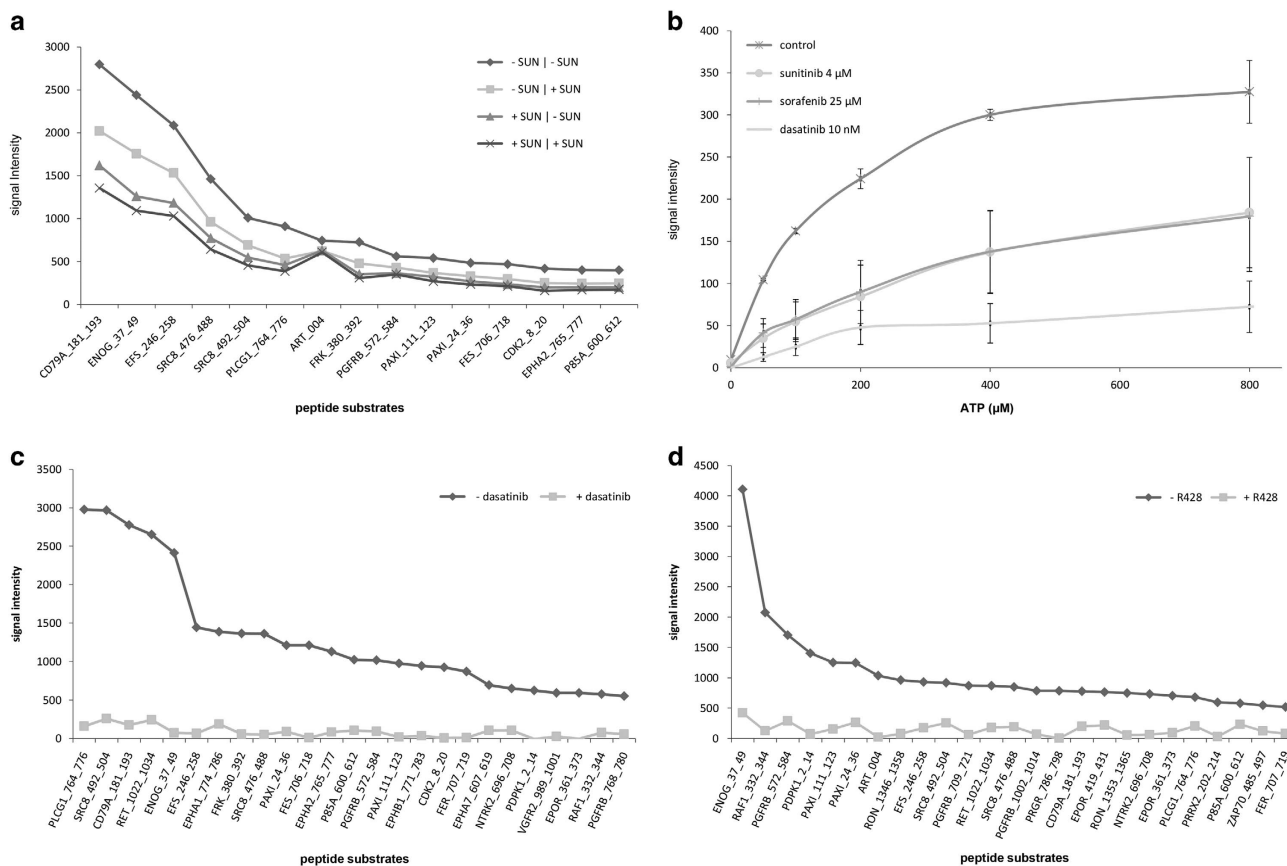 a
3000
2500
2000
1500
1000
500
0
signal Intensity
- SUN | - SUN
- SUN | + SUN
+ SUN | - SUN
+ SUN | + SUN
CD79A_181_193
ENOG_37_49
EFS_246_258
SRC8_476_488
SRC8_492_504
PLCG1_764_776
ART_004
FRK_380_392
PGFRB_572_584
PAXI_111_123
PAXI_24_36
FES_706_718
CDK2_8_20
EPHA2_765_777
P85A_600_612
peptide substrates
b
400
350
300
250
200
150
100
50
0
signal intensity
control
sunitinib 4 µM
sorafenib 25 µM
dasatinib 10 nM
0
200
400
600
800
ATP (µM)
c
3500
3000
2500
2000
1500
1000
500
0
signal intensity
- dasatinib
+ dasatinib
PLCG1_764_776
SRC8_492_504
CD79A_181_193
RET_1022_1034
ENOG_37_49
EFS_246_258
EPHA1_774_786
FRK_380_392
SRC8_476_488
PAXI_24_36
FES_706_718
EPHA2_765_777
P85A_600_612
PGFRB_572_584
PAXI_111_123
EPHB1_771_783
CDK2_8_20
FER_707_719
EPHA7_607_619
NTRK2_696_708
PDPK1_2_14
VGFR2_989_1001
EPOR_361_373
RAF1_332_344
PGFRB_768_780
peptide substrates
d
4500
4000
3500
3000
2500
2000
1500
1000
500
0
signal intensity
- R428
+ R428
ENOG_37_49
RAF1_332_344
PGFRB_572_584
PDPK1_2_14
PAXI_111_123
PAXI_24_36
ART_004
RON_1346_1358
EFS_246_258
SRC8_492_504
PGFRB_709_721
RET_1022_1034
SRC8_476_488
PGFRB_1002_1014
PRGR_786_798
CD79A_181_193
EPOR_419_431
RON_1353_1365
NTRK2_696_708
EPOR_361_373
PLCG1_764_776
PRRX2_202_214
P85A_600_612
ZAP70_485_497
FER_707_719
peptide substrates